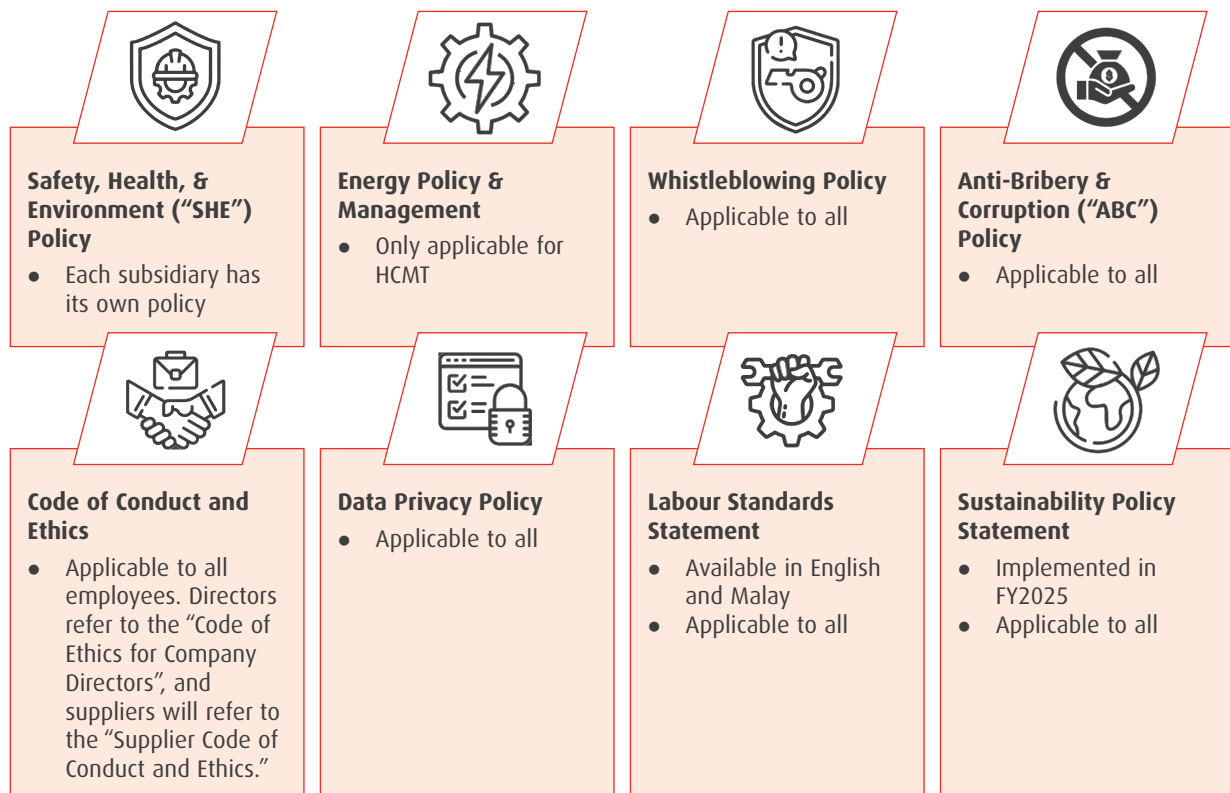 Safety, Health, &
Environment (“SHE”)
Policy
● Each subsidiary has
its own policy
Energy Policy &
Management
● Only applicable for
HCMT
Whistleblowing Policy
● Applicable to all
Anti-Bribery &
Corruption (“ABC”)
Policy
● Applicable to all
Code of Conduct and
Ethics
● Applicable to all
employees. Directors
refer to the “Code of
Ethics for Company
Directors”, and
suppliers will refer to
the “Supplier Code of
Conduct and Ethics.”
Data Privacy Policy
● Applicable to all
Labour Standards
Statement
● Available in English
and Malay
● Applicable to all
Sustainability Policy
Statement
● Implemented in
FY2025
● Applicable to all